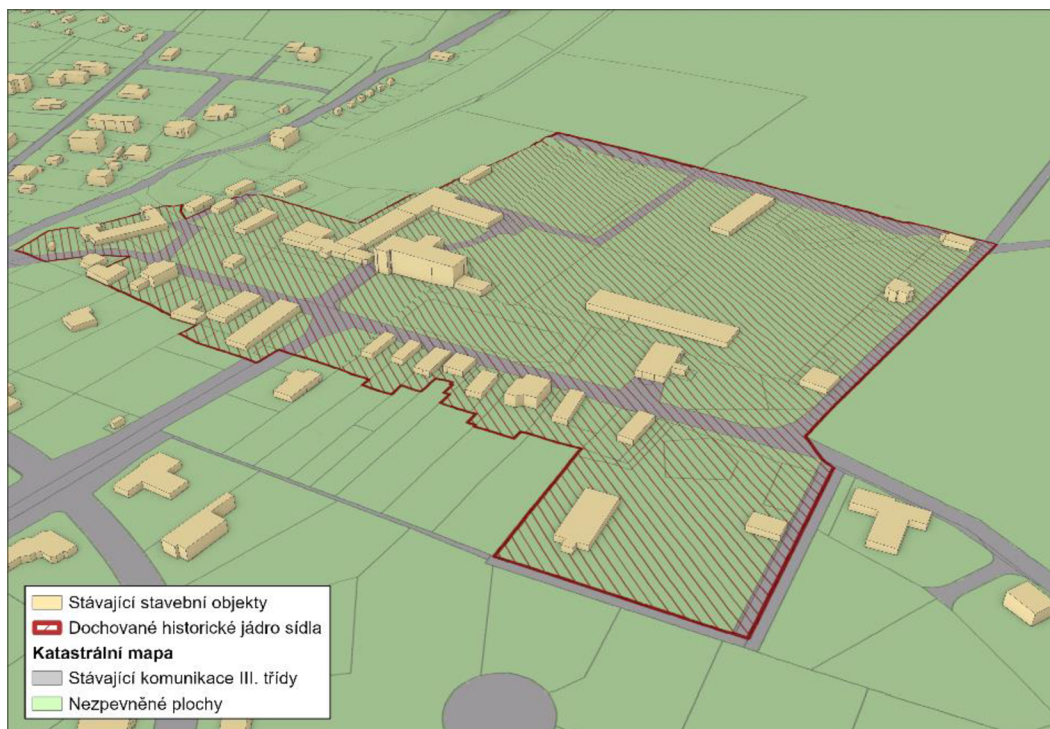 Stávající stavební objekty
Dochované historické jádro sídla
Katastrální mapa
Stávající komunikace III. třídy
Nezpevněné plochy